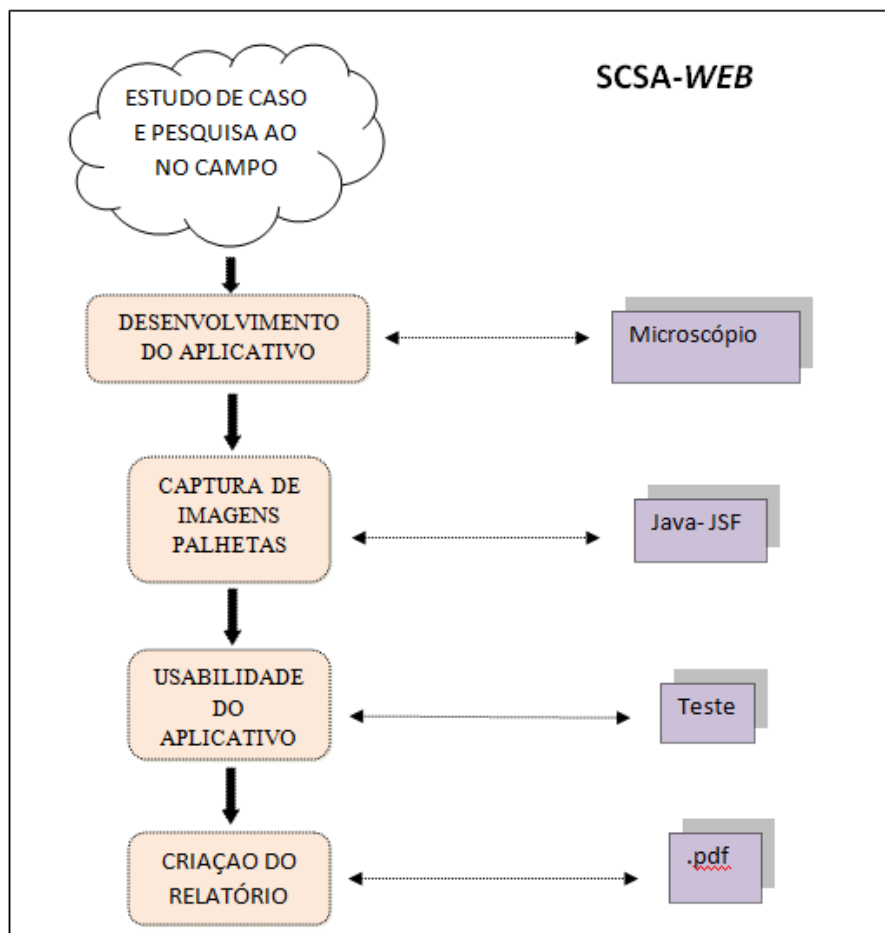 SCSA-WEB
ESTUDO DE CASO
E PESQUISA AO
NO CAMPO
DESENVOLVIMENTO
DO APLICATIVO
Microscópio
CAPTURA DE
IMAGENS
PALHETAS
Java- JSF
USABILIDADE
DO
APLICATIVO
Teste
CRIAÇAO DO
RELATÓRIO
.pdf